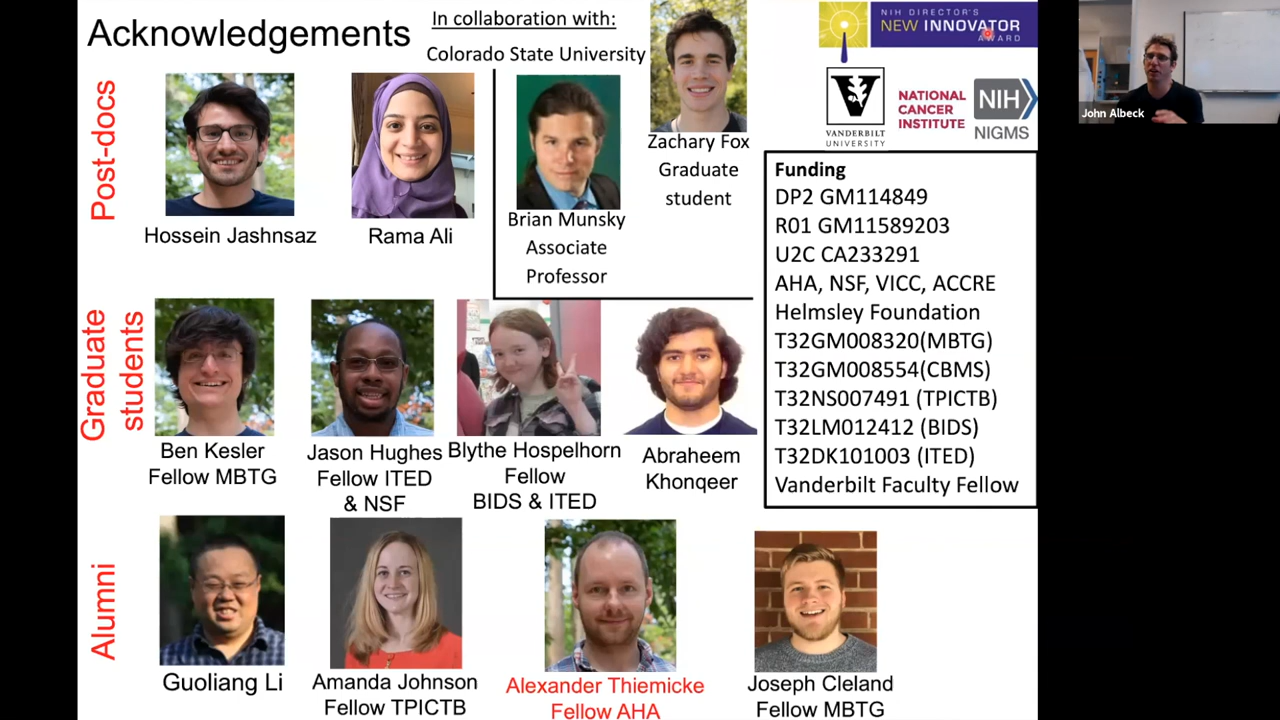 Acknowledgements
In collaboration with:
Colorado State University
Post-docs
Hossein Jashnsaz
Rama Ali
Brian Munsky
Associate
Professor
Zachary Fox
Graduate
student
NIH DIRECTOR'S
NEW INNOVATOR
AWARD
V
VANDERBILT
UNIVERSITY
NATIONAL
CANCER
INSTITUTE
NIH
NIGMS
John Albeck
Funding
DP2 GM114849
R01 GM11589203
U2C CA233291
AHA, NSF, VICC, ACCRE
Helmsley Foundation
T32GM008320(MBTG)
T32GM008554(CBMS)
T32NS007491 (TPICTB)
T32LM012412 (BIDS)
T32DK101003 (ITED)
Vanderbilt Faculty Fellow
Graduate
students
Ben Kesler
Fellow MBTG
Jason Hughes
Fellow ITED
& NSF
Blythe Hospelhorn
Fellow
BIDS & ITED
Abraheem
Khonqeer
Alumni
Guoliang Li
Amanda Johnson
Fellow TPICTB
Alexander Thiemicke
Fellow AHA
Joseph Cleland
Fellow MBTG